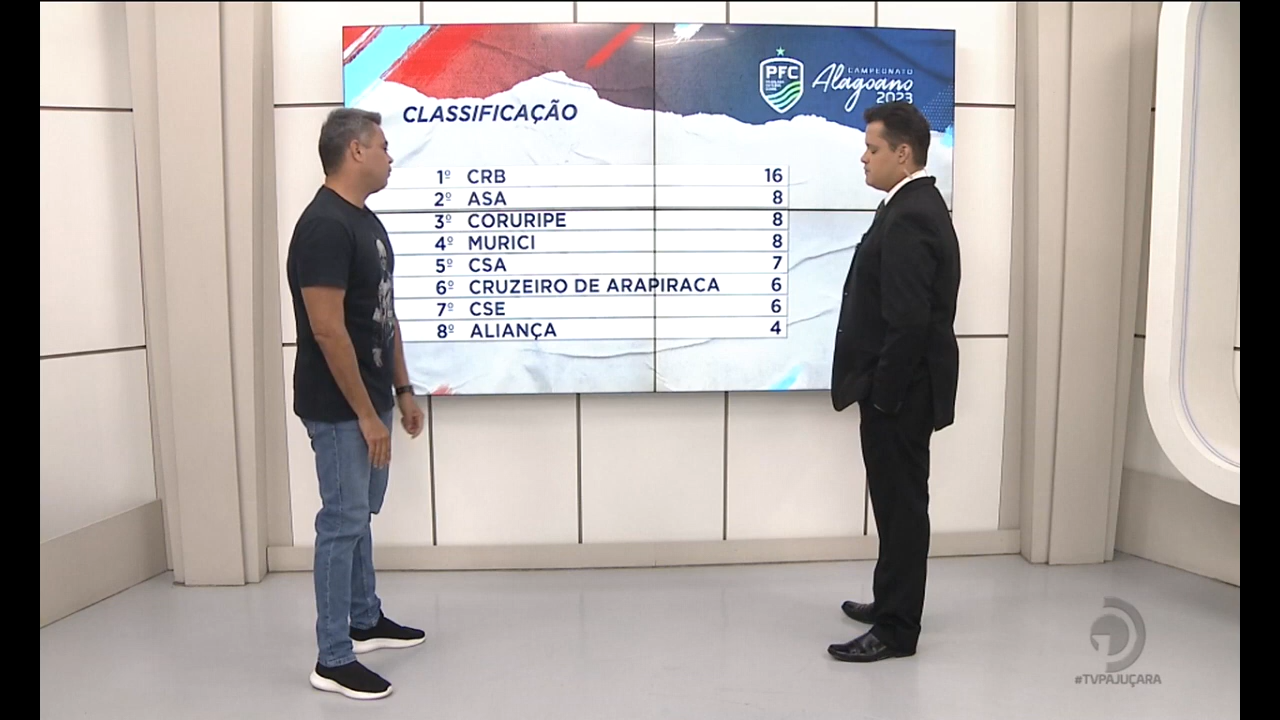 PFC
CAMPEONATO
Alagoano
2023
CLASSIFICAÇÃO
1º CRB 16
2º ASA 8
3º CORURIPE 8
4º MURICI 8
5º CSA 7
6º CRUZEIRO DE ARAPIRACA 6
7º CSE 6
8º ALIANÇA 4
#TVPAJUÇARA